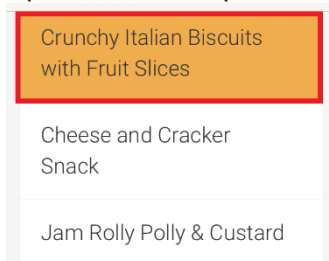 Crunchy Italian Biscuits
with Fruit Slices
Cheese and Cracker
Snack
Jam Rolly Polly & Custard